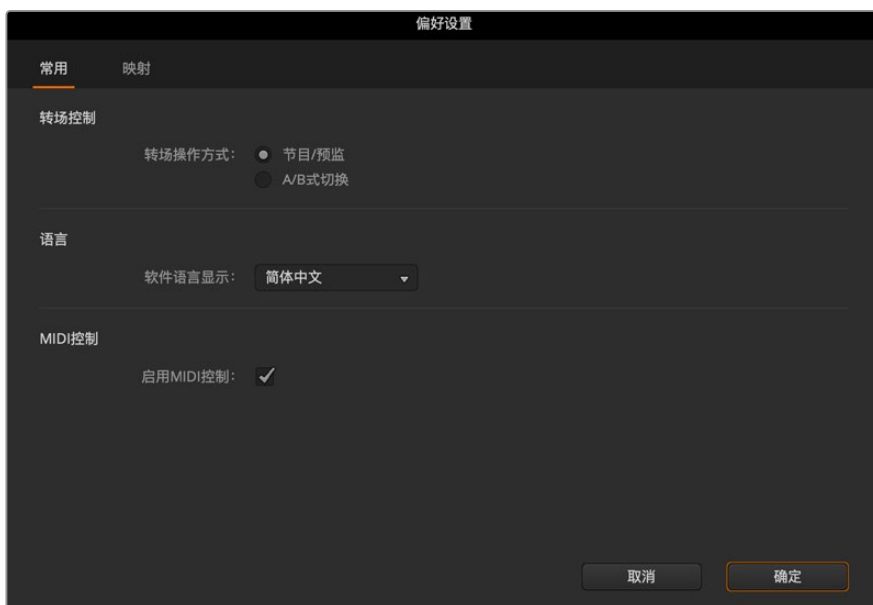 偏好设置
常用 映射
转场控制
转场操作方式： 节目/预监
A/B式切换
语言
软件语言显示： 简体中文
MIDI控制
启用MIDI控制：
取消 确定